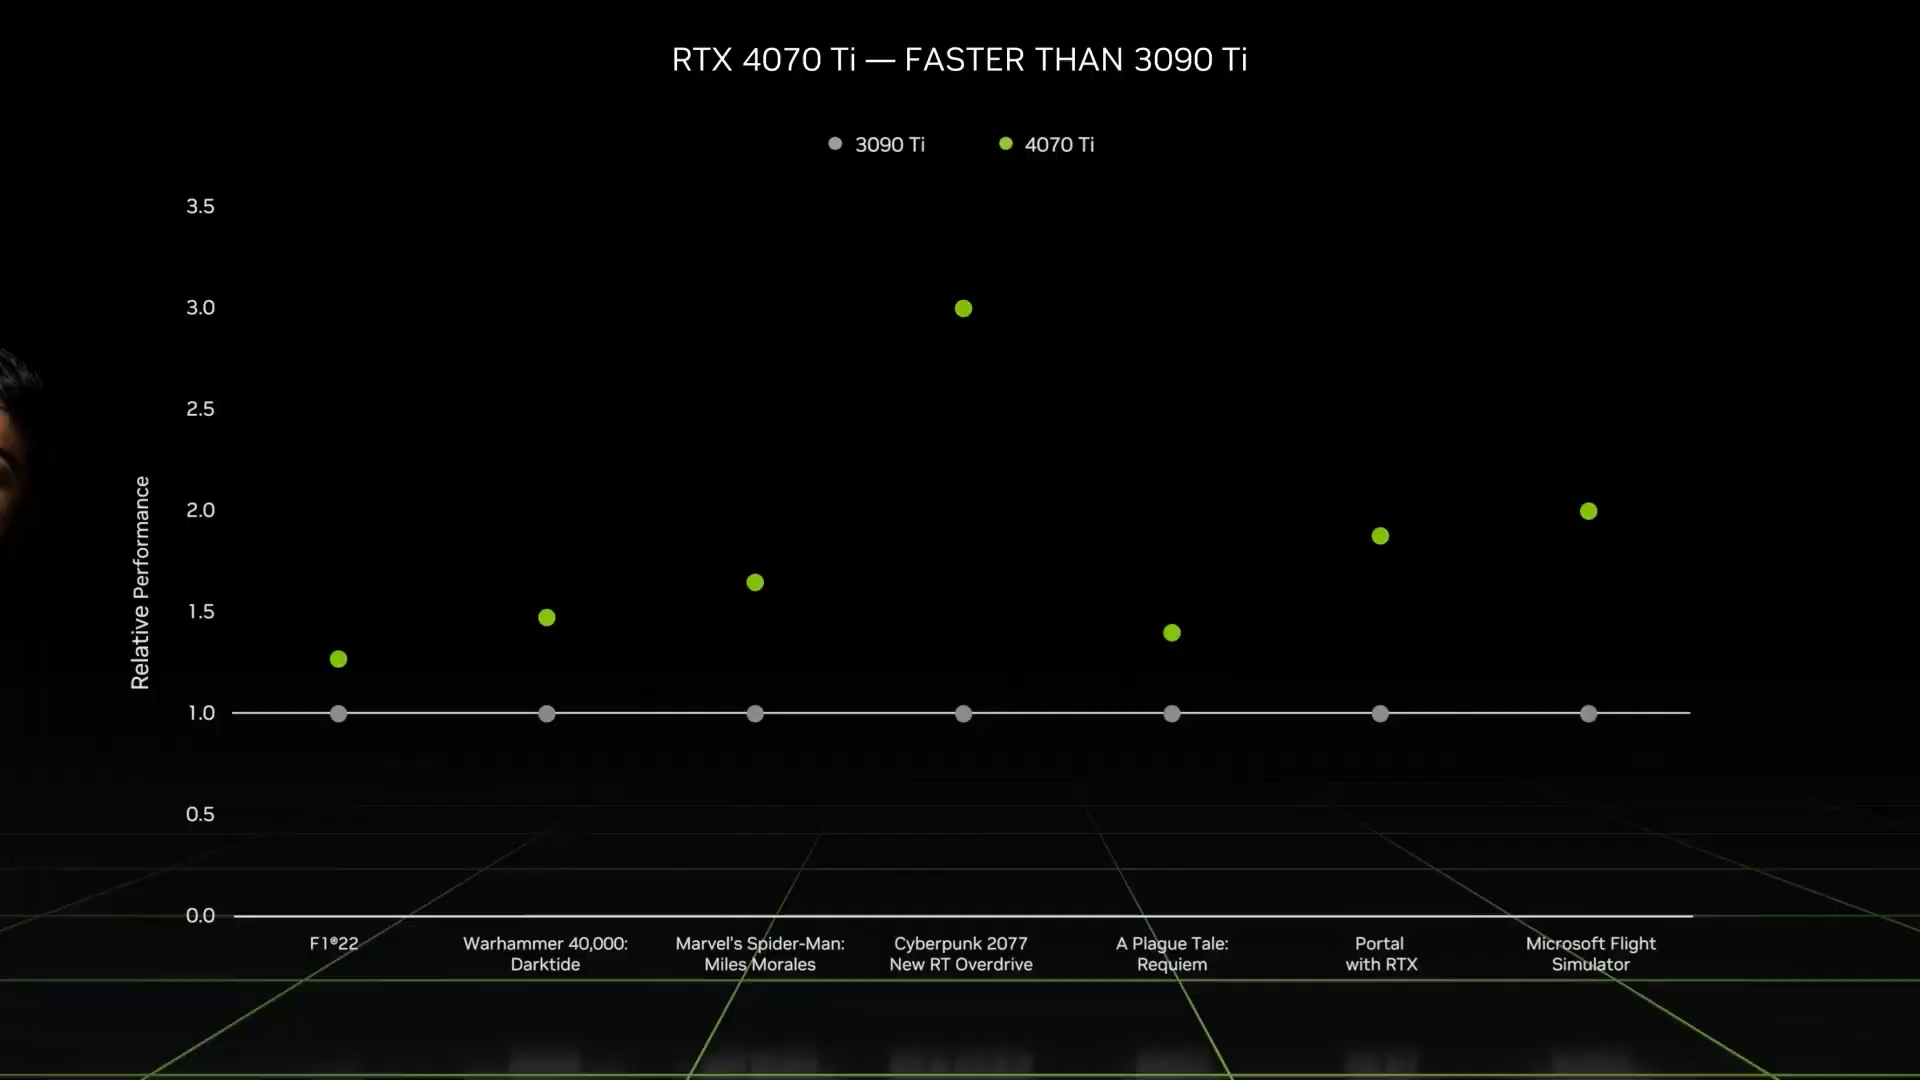 RTX 4070 Ti — FASTER THAN 3090 Ti
3090 Ti
4070 Ti
3.5
3.0
2.5
2.0
1.5
1.0
0.5
0.0
Relative Performance
F1®22
Warhammer 40,000:
Darktide
Marvel's Spider-Man:
Miles Morales
Cyberpunk 2077
New RT Overdrive
A Plague Tale:
Requiem
Portal
with RTX
Microsoft Flight
Simulator